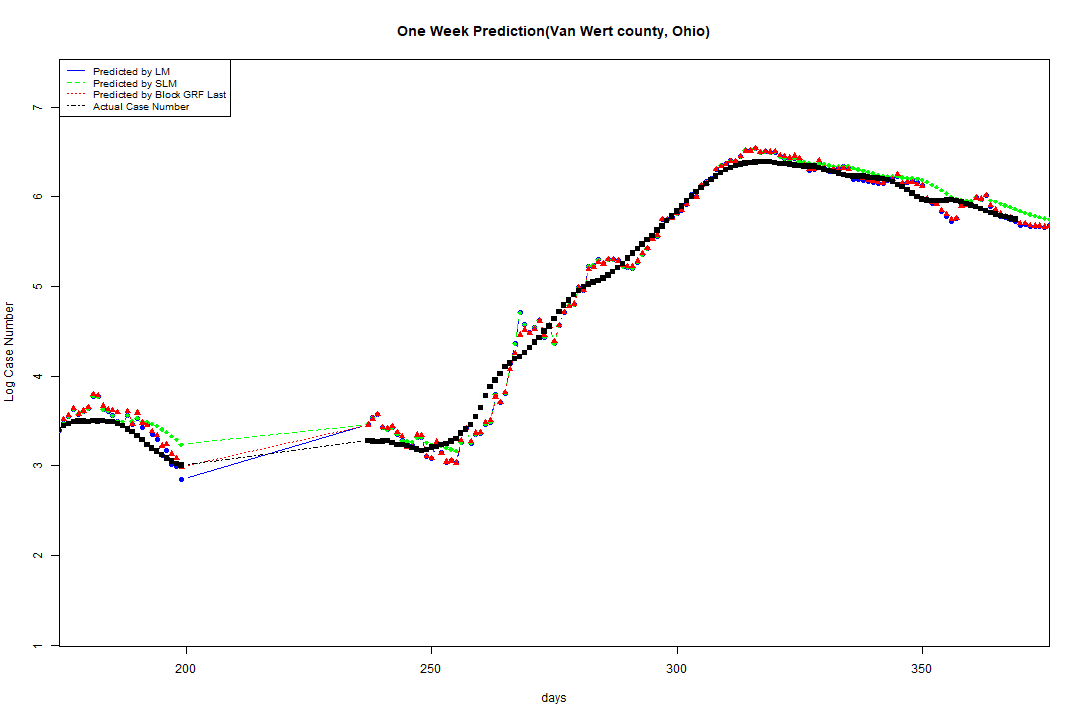 One Week Prediction(Van Wert county, Ohio)
Predicted by LM
Predicted by SLM
Predicted by Block GRF Last
Actual Case Number
7
6
5
4
3
2
1
Log Case Number
200 250 300 350
days